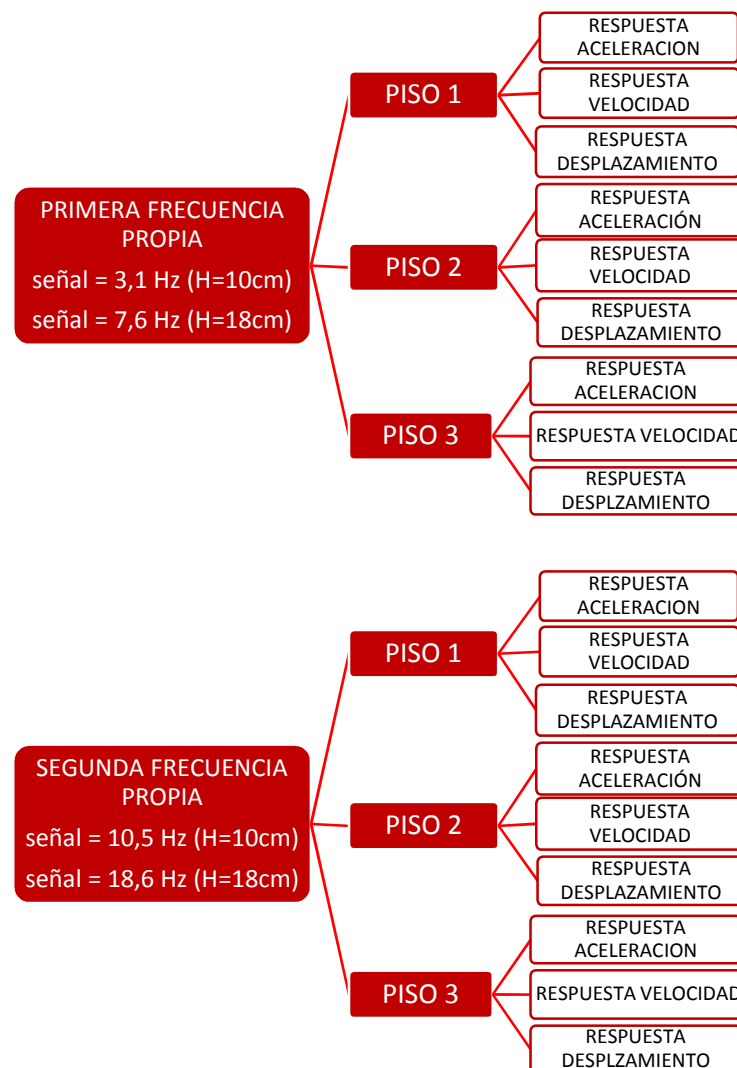 PRIMERA FRECUENCIA
PROPIA
señal = 3,1 Hz (H=10cm)
señal = 7,6 Hz (H=18cm)
PISO 1
RESPUESTA
ACELERACION
RESPUESTA
VELOCIDAD
RESPUESTA
DESPLAZAMIENTO
PISO 2
RESPUESTA
ACELERACIÓN
RESPUESTA
VELOCIDAD
RESPUESTA
DESPLAZAMIENTO
PISO 3
RESPUESTA
ACELERACION
RESPUESTA VELOCIDAD
RESPUESTA
DESPLZAMIENTO
SEGUNDA FRECUENCIA
PROPIA
señal = 10,5 Hz (H=10cm)
señal = 18,6 Hz (H=18cm)
PISO 1
RESPUESTA
ACELERACION
RESPUESTA
VELOCIDAD
RESPUESTA
DESPLAZAMIENTO
PISO 2
RESPUESTA
ACELERACIÓN
RESPUESTA
VELOCIDAD
RESPUESTA
DESPLAZAMIENTO
PISO 3
RESPUESTA
ACELERACION
RESPUESTA VELOCIDAD
RESPUESTA
DESPLZAMIENTO